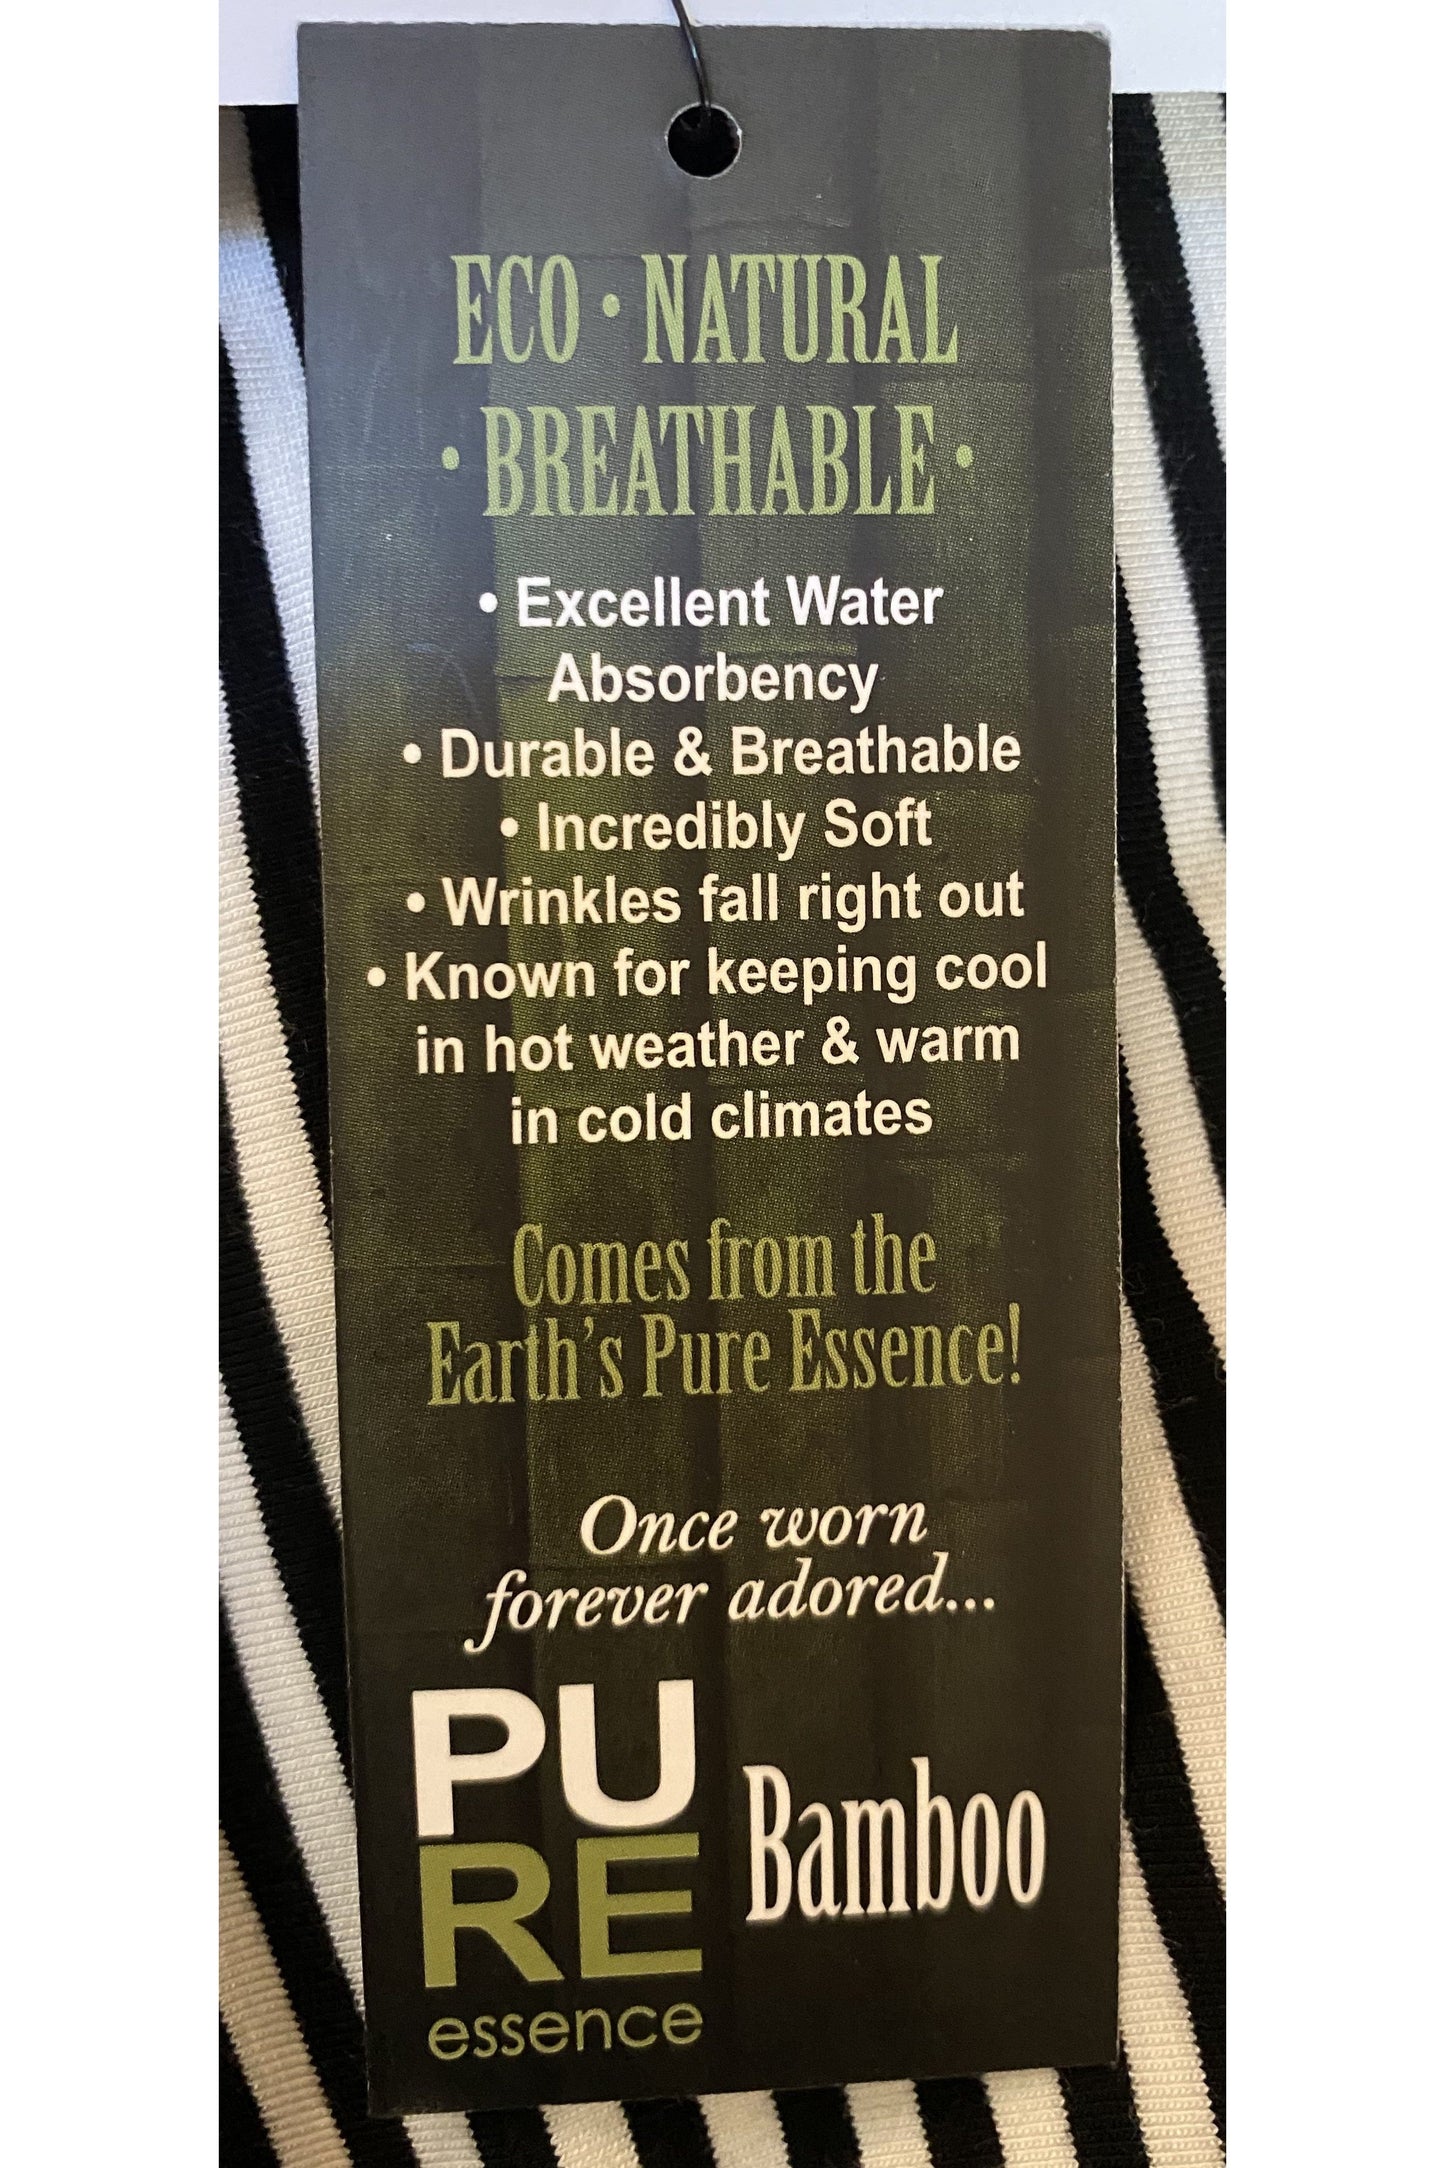 ECO • NATURAL
• BREATHABLE •
• Excellent Water
Absorbency
• Durable & Breathable
• Incredibly Soft
• Wrinkles fall right out
• Known for keeping cool
in hot weather & warm
in cold climates
Comes from the
Earth's Pure Essence!
Once worn
forever adored...
PU
RE
essence
Bamboo